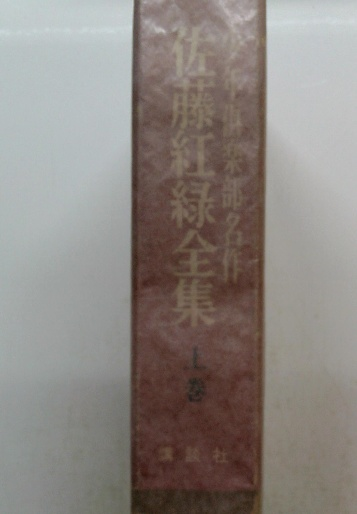 少年倶楽部名作
佐藤紅緑全集
上巻
講談社